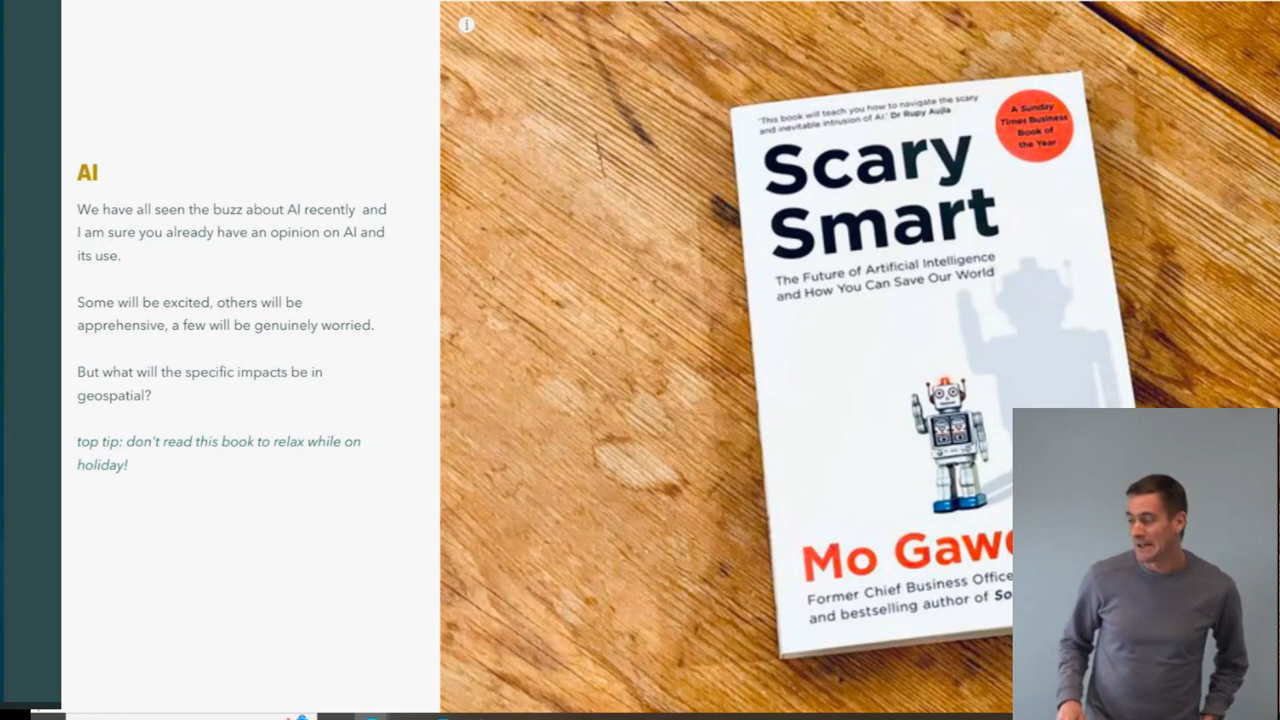 AI
We have all seen the buzz about AI recently and
I am sure you already have an opinion on AI and
its use.
Some will be excited, others will be
apprehensive, a few will be genuinely worried.
But what will the specific impacts be in
geospatial?
top tip: don't read this book to relax while on
holiday!
i
'This book will teach you how to navigate the scary
and inevitable intrusion of AI.' Dr Rupy Aujla
A Sunday
Times Business
Book of
the Year
Scary
Smart
The Future of Artificial Intelligence
and How You Can Save Our World
Mo Gaw
Former Chief Business Office
and bestselling author of So